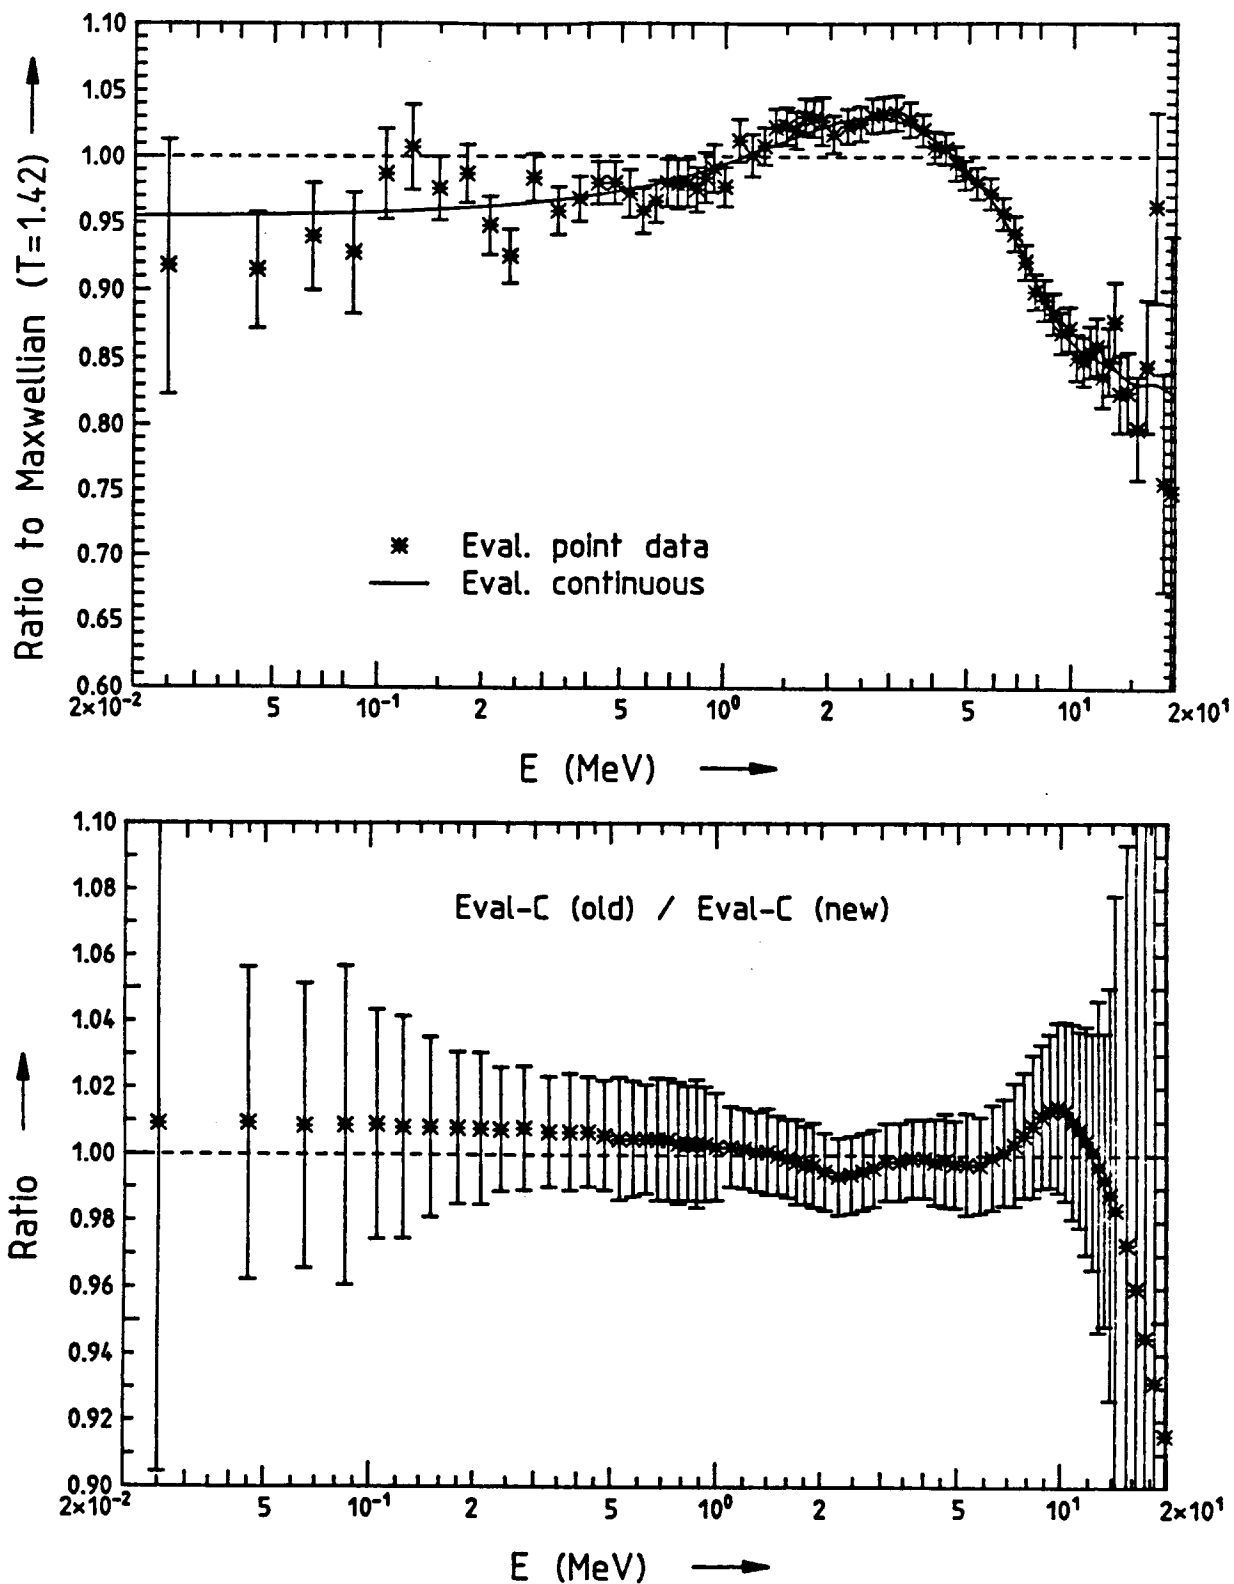 1.10
1.05
1.00
0.95
0.90
0.85
0.80
0.75
0.70
0.65
0.60
Ratio to Maxwellian (T=1.42)
Eval. point data
Eval. continuous
2×10⁻² 5 10⁻¹ 2 5 10⁰ 2 5 10¹ 2×10¹
E (MeV)
1.10
1.08
1.06
1.04
1.02
1.00
0.98
0.96
0.94
0.92
0.90
Ratio
Eval-C (old) / Eval-C (new)
2×10⁻² 5 10⁻¹ 2 5 10⁰ 2 5 10¹ 2×10¹
E (MeV)